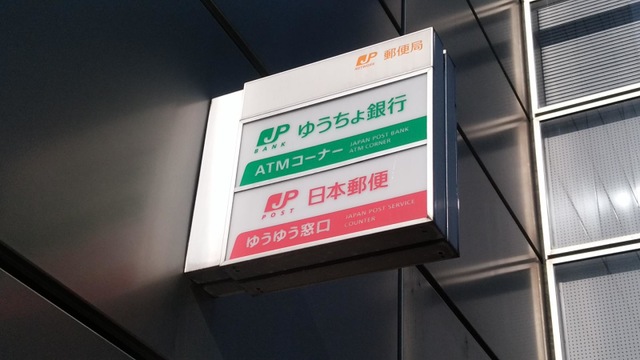 JP 郵便局
JP ゆうちょ銀行
BANK
ATMコーナー JAPAN POST BANK
ATM CORNER
JP 日本郵便
POST
ゆうゆう窓口 JAPAN POST SERVICE
COUNTER